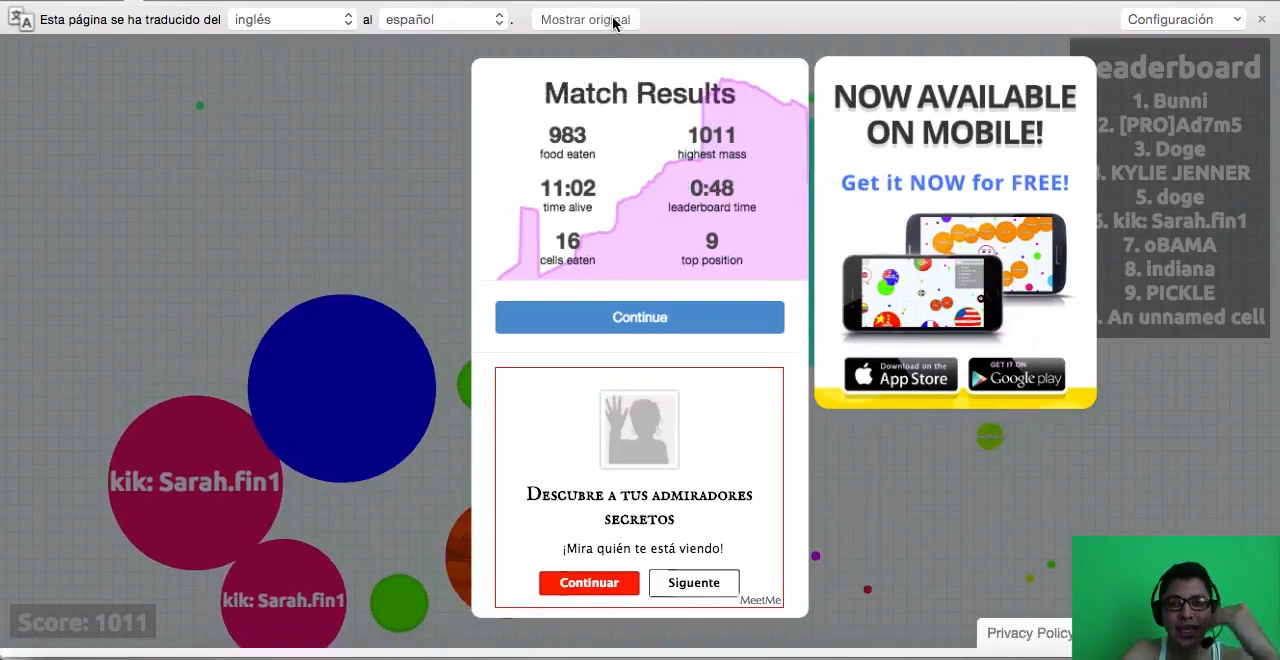 Esta página se ha traducido del inglés al español . Mostrar original Configuración ×
Match Results
983 1011
food eaten highest mass
11:02 0:48
time alive leaderboard time
16 9
cells eaten top position
Continue
DESCUBRE A TUS ADMIRADORES
SECRETOS
¡Mira quién te está viendo!
Continuar Siguiente
MeetMe
NOW AVAILABLE
ON MOBILE!
Get it NOW for FREE!
Download on the
App Store
GET IT ON
Google play
eaderboard
1. Bunni
2. [PRO]Ad7m5
3. Doge
. KYLIE JENNER
5. doge
6. kik: Sarah.fin1
7. oBAMA
8. indiana
9. PICKLE
. An unnamed cell
kik: Sarah.fin1
kik: Sarah.fin1
Score: 1011
Privacy Policy